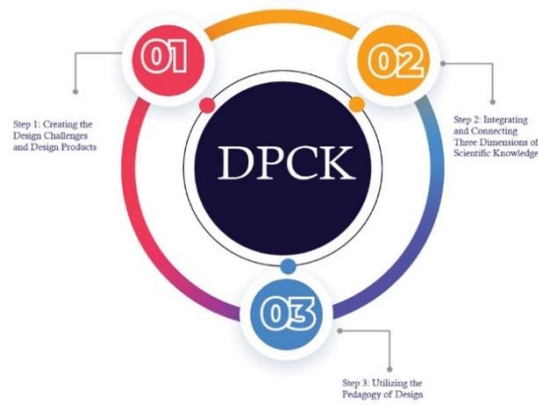 01
02
Step 1: Creating the
Design Challenges
and Design Products
Step 2: Integrating
and Connecting
Three Dimensions of
Scientific Knowledge
DPCK
03
Step 3: Utilizing the
Pedagogy of Design